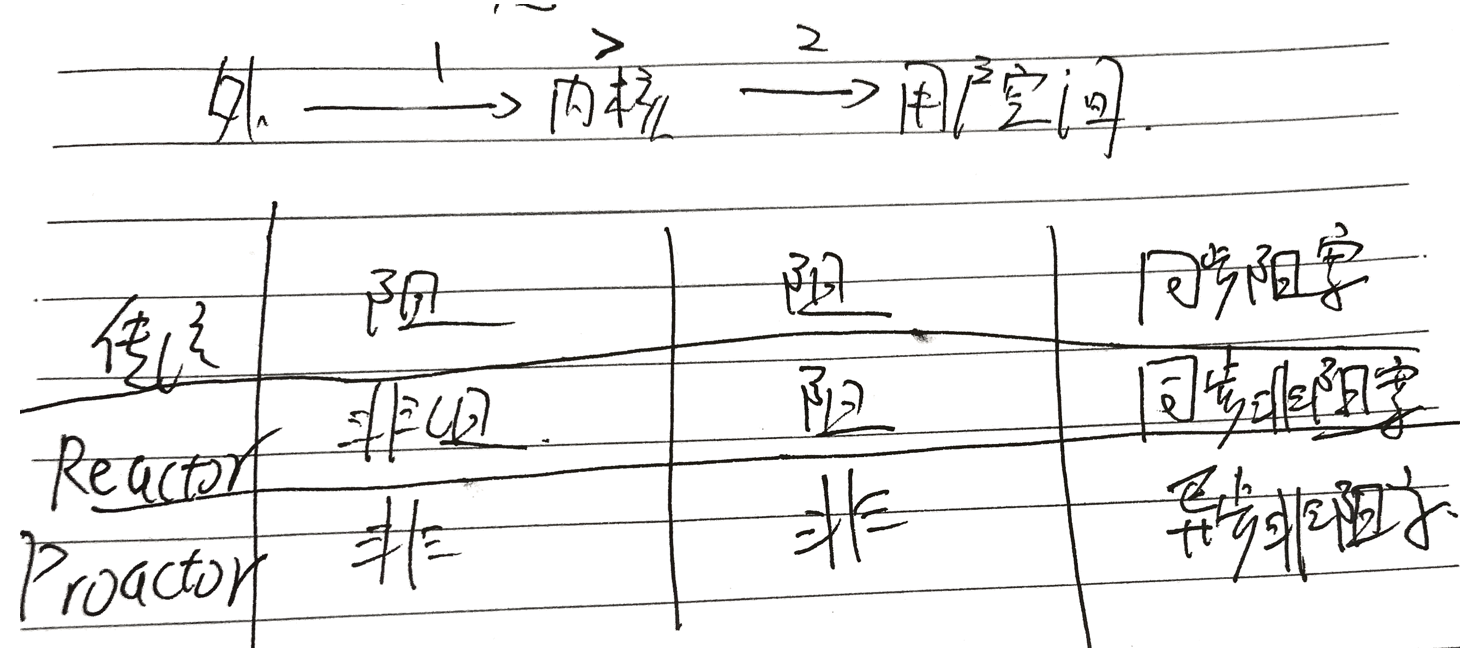 1 > 2
外 → 内核 → 用户空间.
传统 阻 阻 同步阻塞
Reactor 非阻. 阻 同步非阻塞
Proactor 非 非 异步非阻塞.